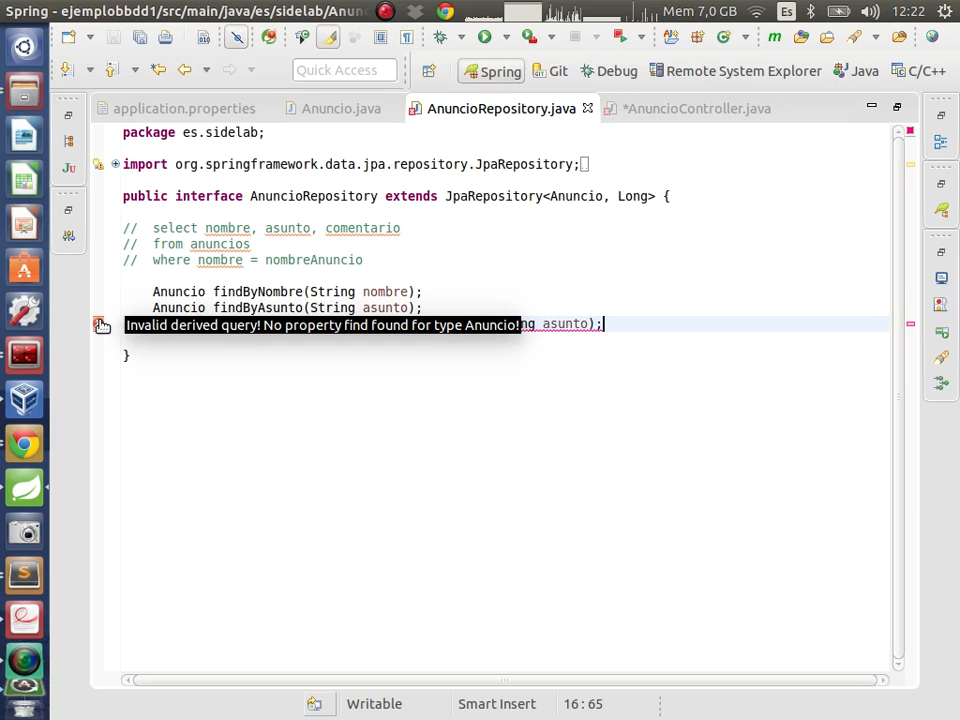 Spring - ejemplobbdd1/src/main/java/es/sidelab/Anun
Mem 7,0 GB
Es
12:22
010
Quick Access
Spring
Git
Debug
Remote System Explorer
Java
C/C++
application.properties
Anuncio.java
AnuncioRepository.java
*AnuncioController.java
package es.sidelab;
import org.springframework.data.jpa.repository.JpaRepository;
public interface AnuncioRepository extends JpaRepository<Anuncio, Long> {
// select nombre, asunto, comentario
// from anuncios
// where nombre = nombreAnuncio
Anuncio findByNombre(String nombre);
Anuncio findByAsunto(String asunto);
Invalid derived query! No property find found for type Anuncio! ng asunto);
}
Writable
Smart Insert
16 : 65